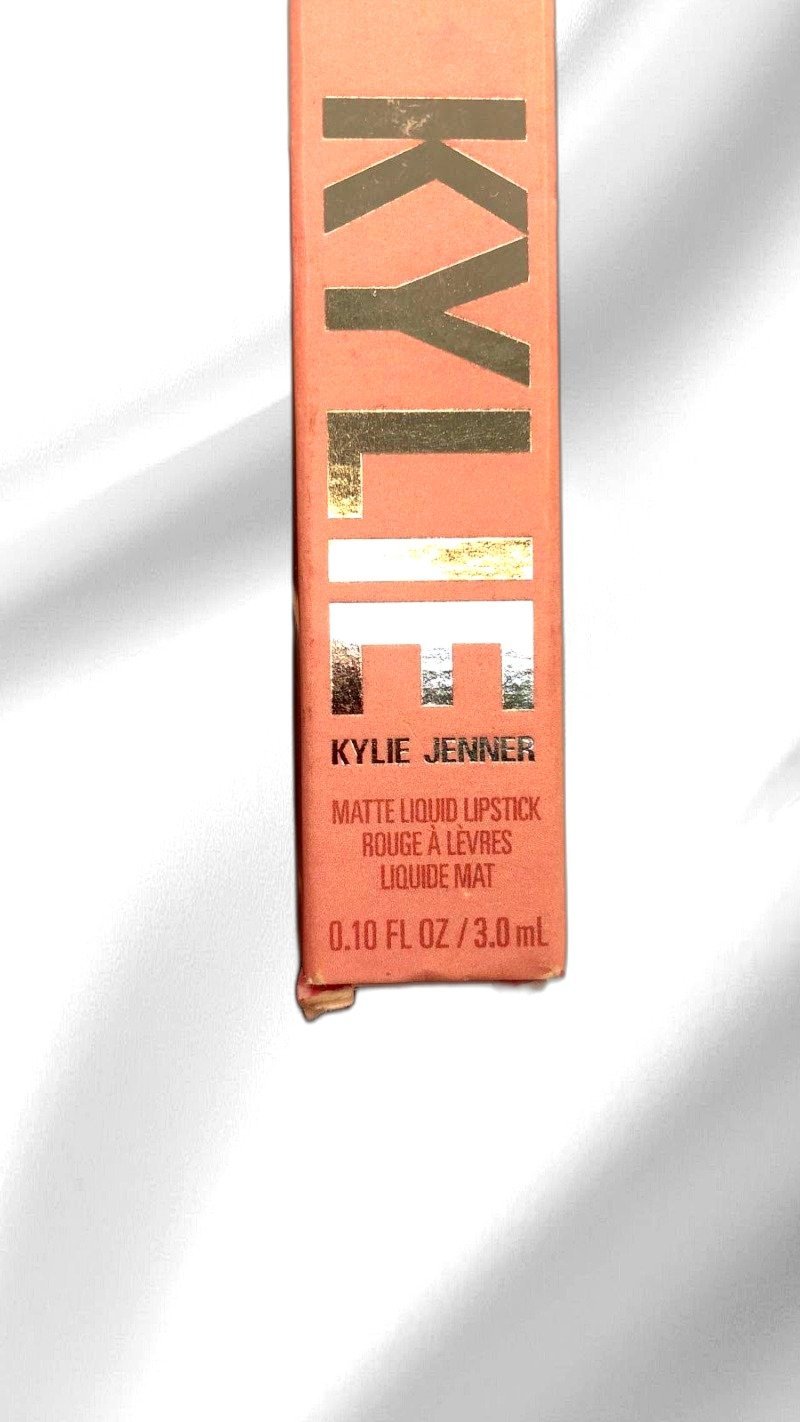 KYLIE
KYLIE JENNER
MATTE LIQUID LIPSTICK
ROUGE À LÈVRES
LIQUIDE MAT
0.10 FL OZ / 3.0 mL